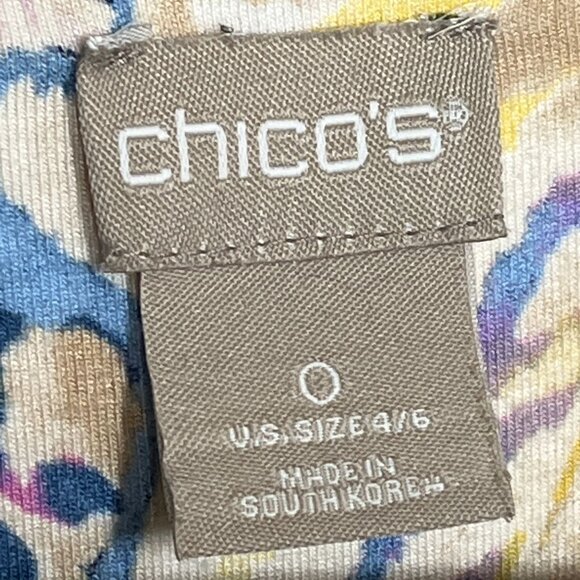 chico's®
0
U.S. SIZE 4/6
MADE IN
SOUTH KOREA